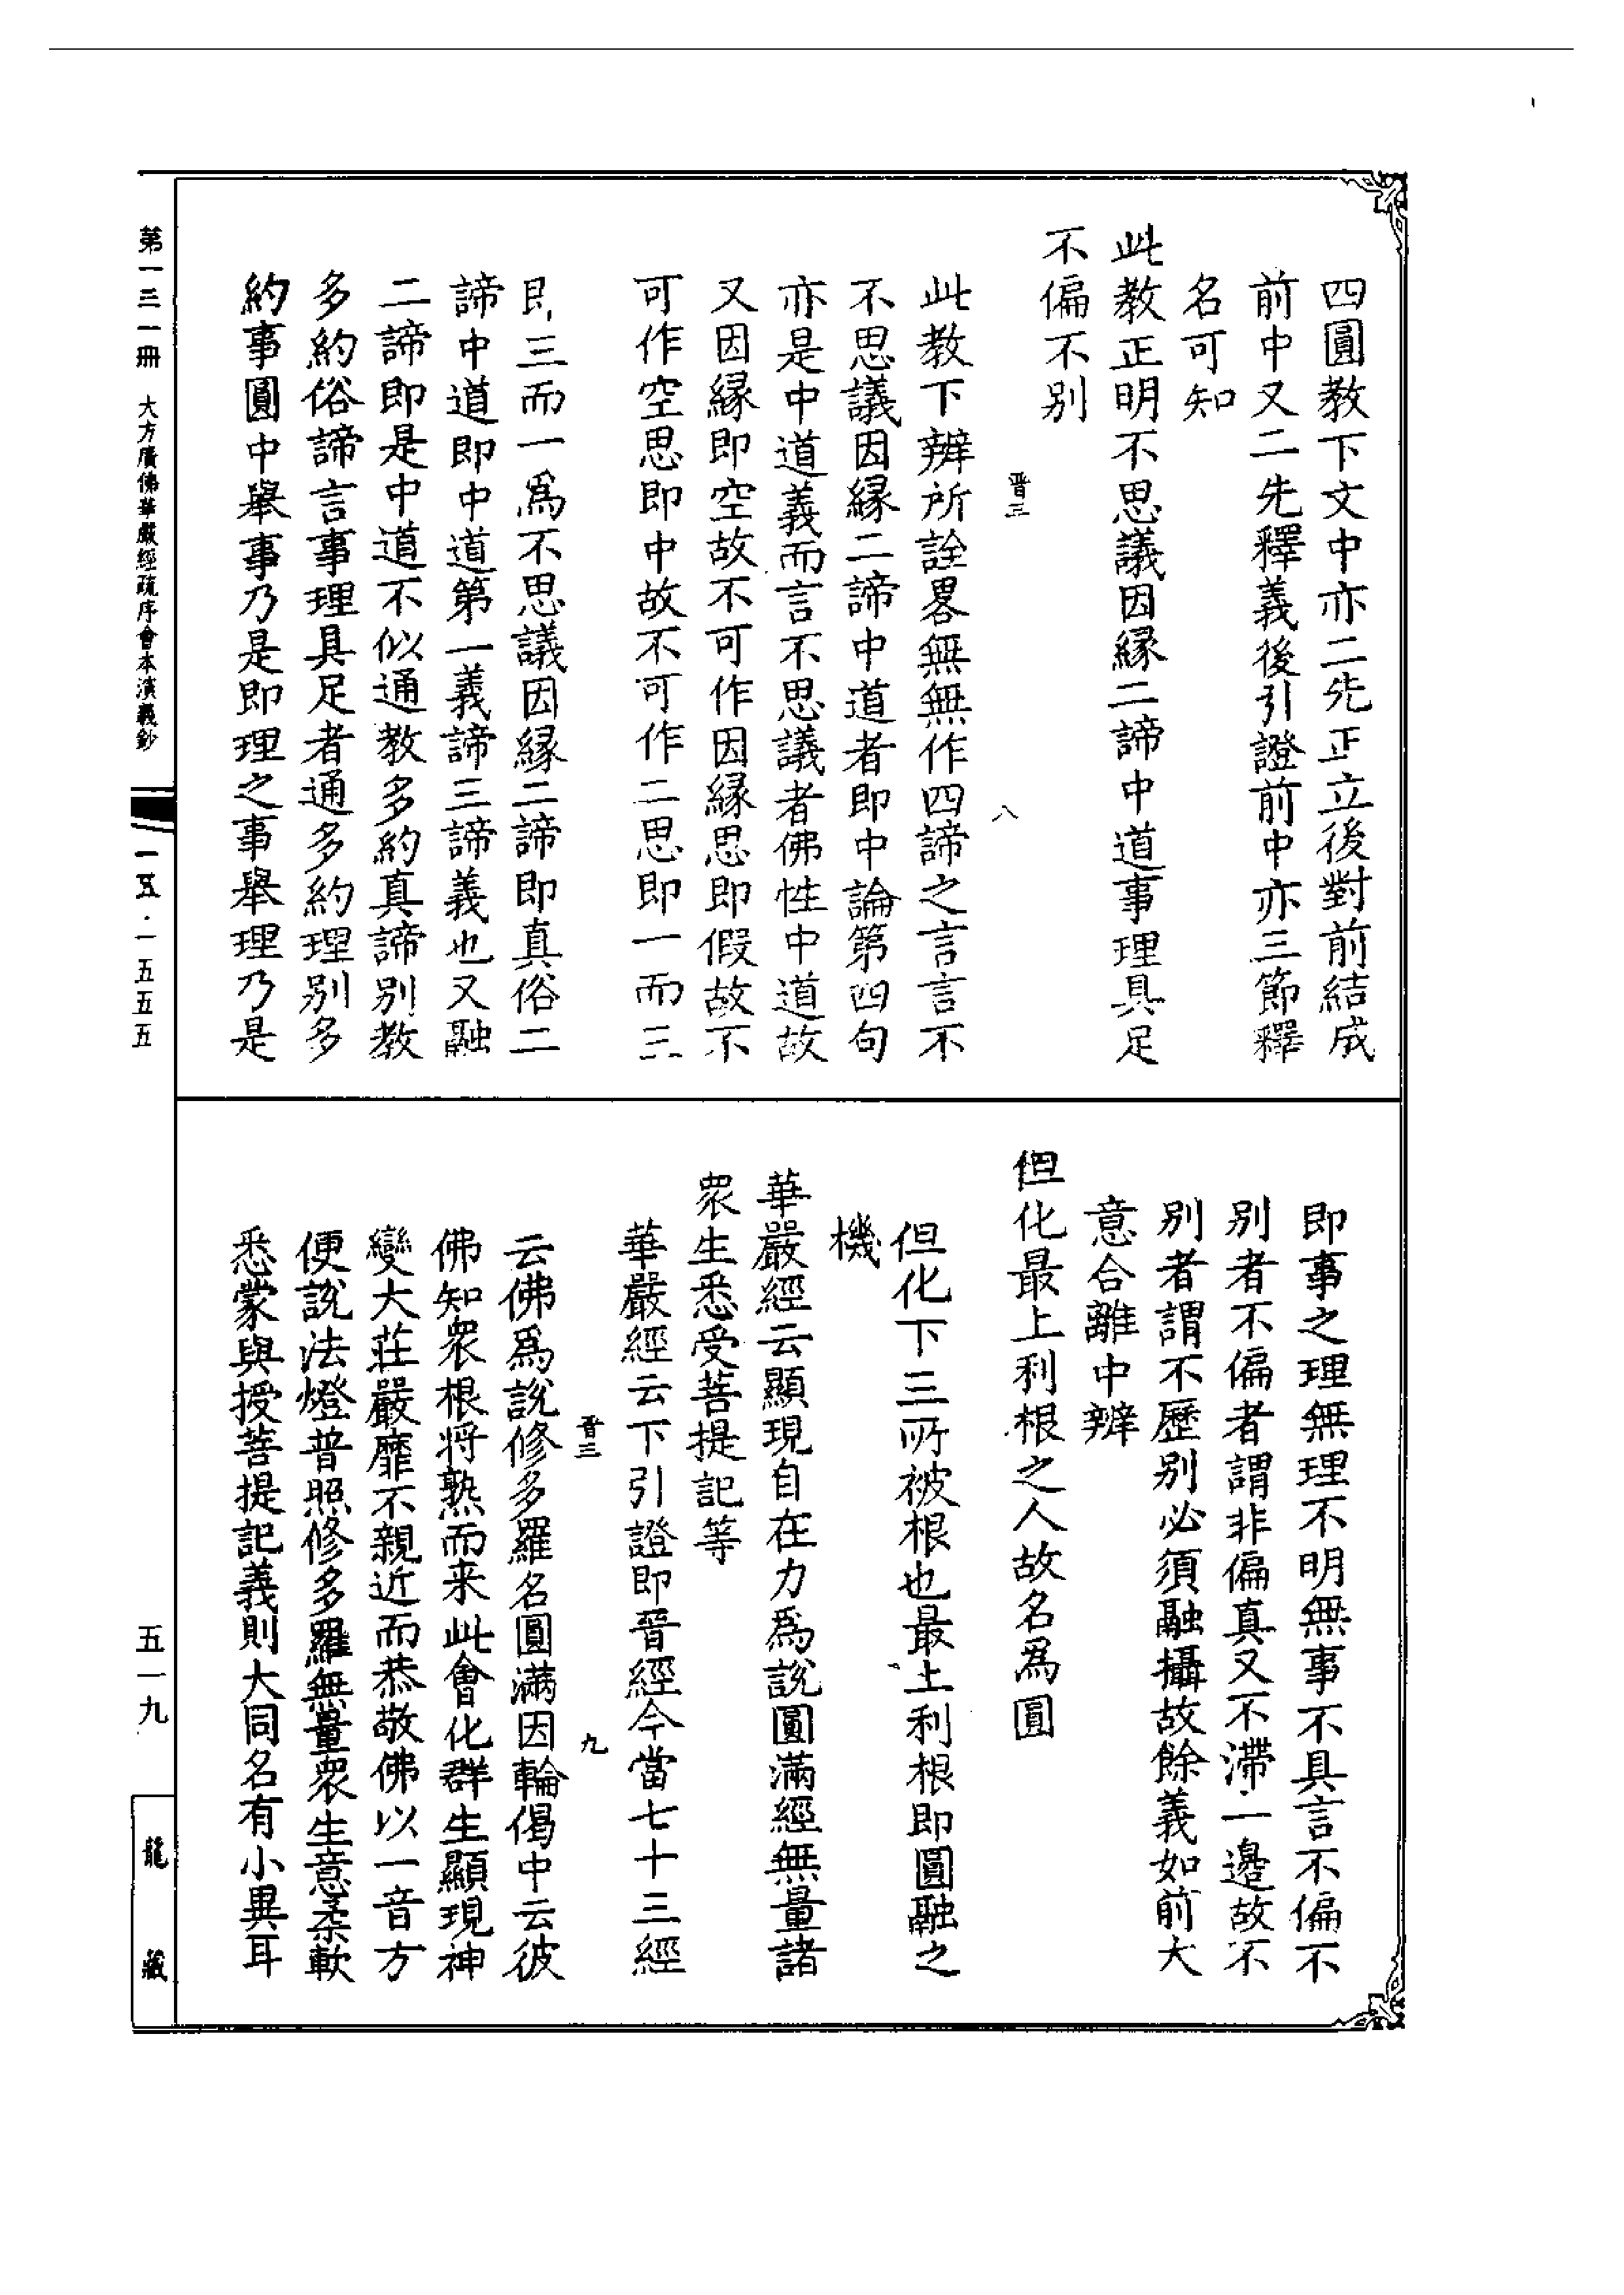 四圓教下文中亦二先正立後對前結成
前中又二先釋義後引證前中亦三節釋
名可知
此教正明不思議因緣二諦中道事理具足
不偏不別
晋三
八
此教下辨所詮畧無無作四諦之言言不
不思議因緣二諦中道者即中論第四句
亦是中道義而言不思議者佛性中道故
又因緣即空故不可作因緣思即假故不
可作空思即中故不可作二思即一而三
即三而一為不思議因緣二諦即真俗二
諦中道即中道第一義諦三諦義也又融
二諦即是中道不似通教多約真諦別教
多約俗諦言事理具足者通多約理別多
約事圓中舉事乃是即理之事舉理乃是
即事之理無理不明無事不具言不偏不
別者不偏者謂非偏真又不滯一邊故不
別者謂不歷別必須融攝故餘義如前大
意合離中辨
但化最上利根之人故名為圓
但化下三所被根也最上利根即圓融之
機
華嚴經云顯現自在力為說圓滿經無量諸
眾生悉受菩提記等
華嚴經云下引證即晉經今當七十三經
晋三
九
云佛為說修多羅名圓滿因輪偈中云彼
佛知眾根將熟而来此會化群生顯現神
變大莊嚴靡不親近而恭敬佛以一音方
便說法燈普照修多羅無量眾生意柔軟
悉蒙與授菩提記義則大同名有小異耳
第一三一冊 大方廣佛華嚴經疏序會本演義鈔
一五·一五五五
五一九
龍藏